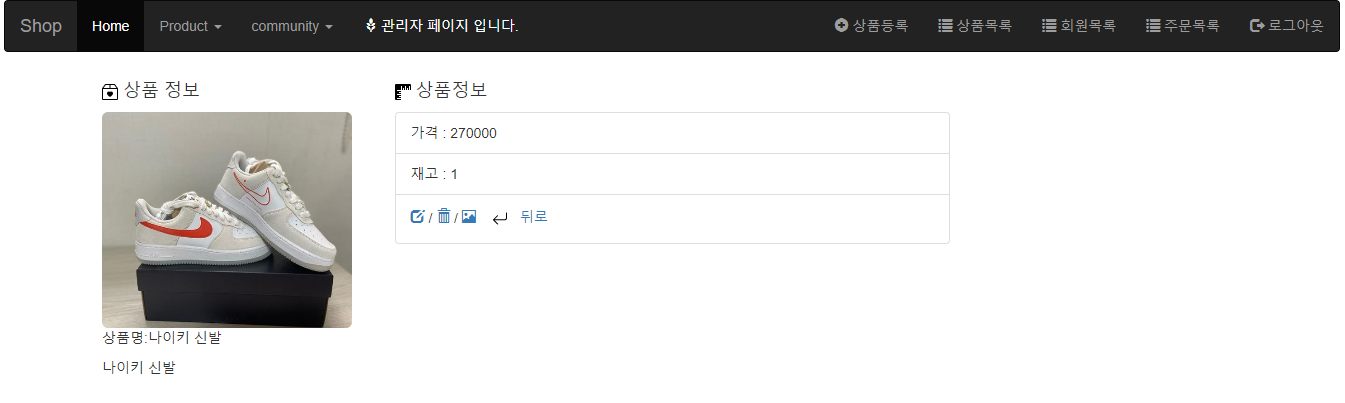 Shop Home Product community 관리자 페이지 입니다. 상품등록 상품목록 회원목록 주문목록 로그아웃
상품 정보
상품명:나이키 신발
나이키 신발
상품정보
가격 : 270000
재고 : 1
/ / 뒤로